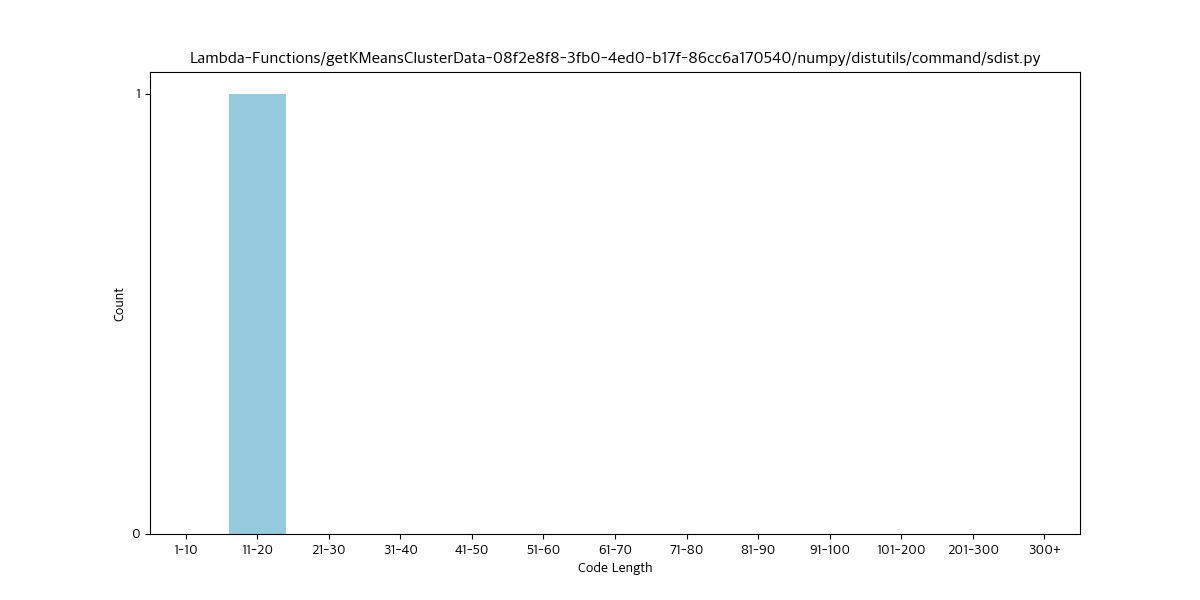 Lambda-Functions/getKMeansClusterData-08f2e8f8-3fb0-4ed0-b17f-86cc6a170540/numpy/distutils/command/sdist.py
1
Count
0
1-10 11-20 21-30 31-40 41-50 51-60 61-70 71-80 81-90 91-100 101-200 201-300 300+
Code Length